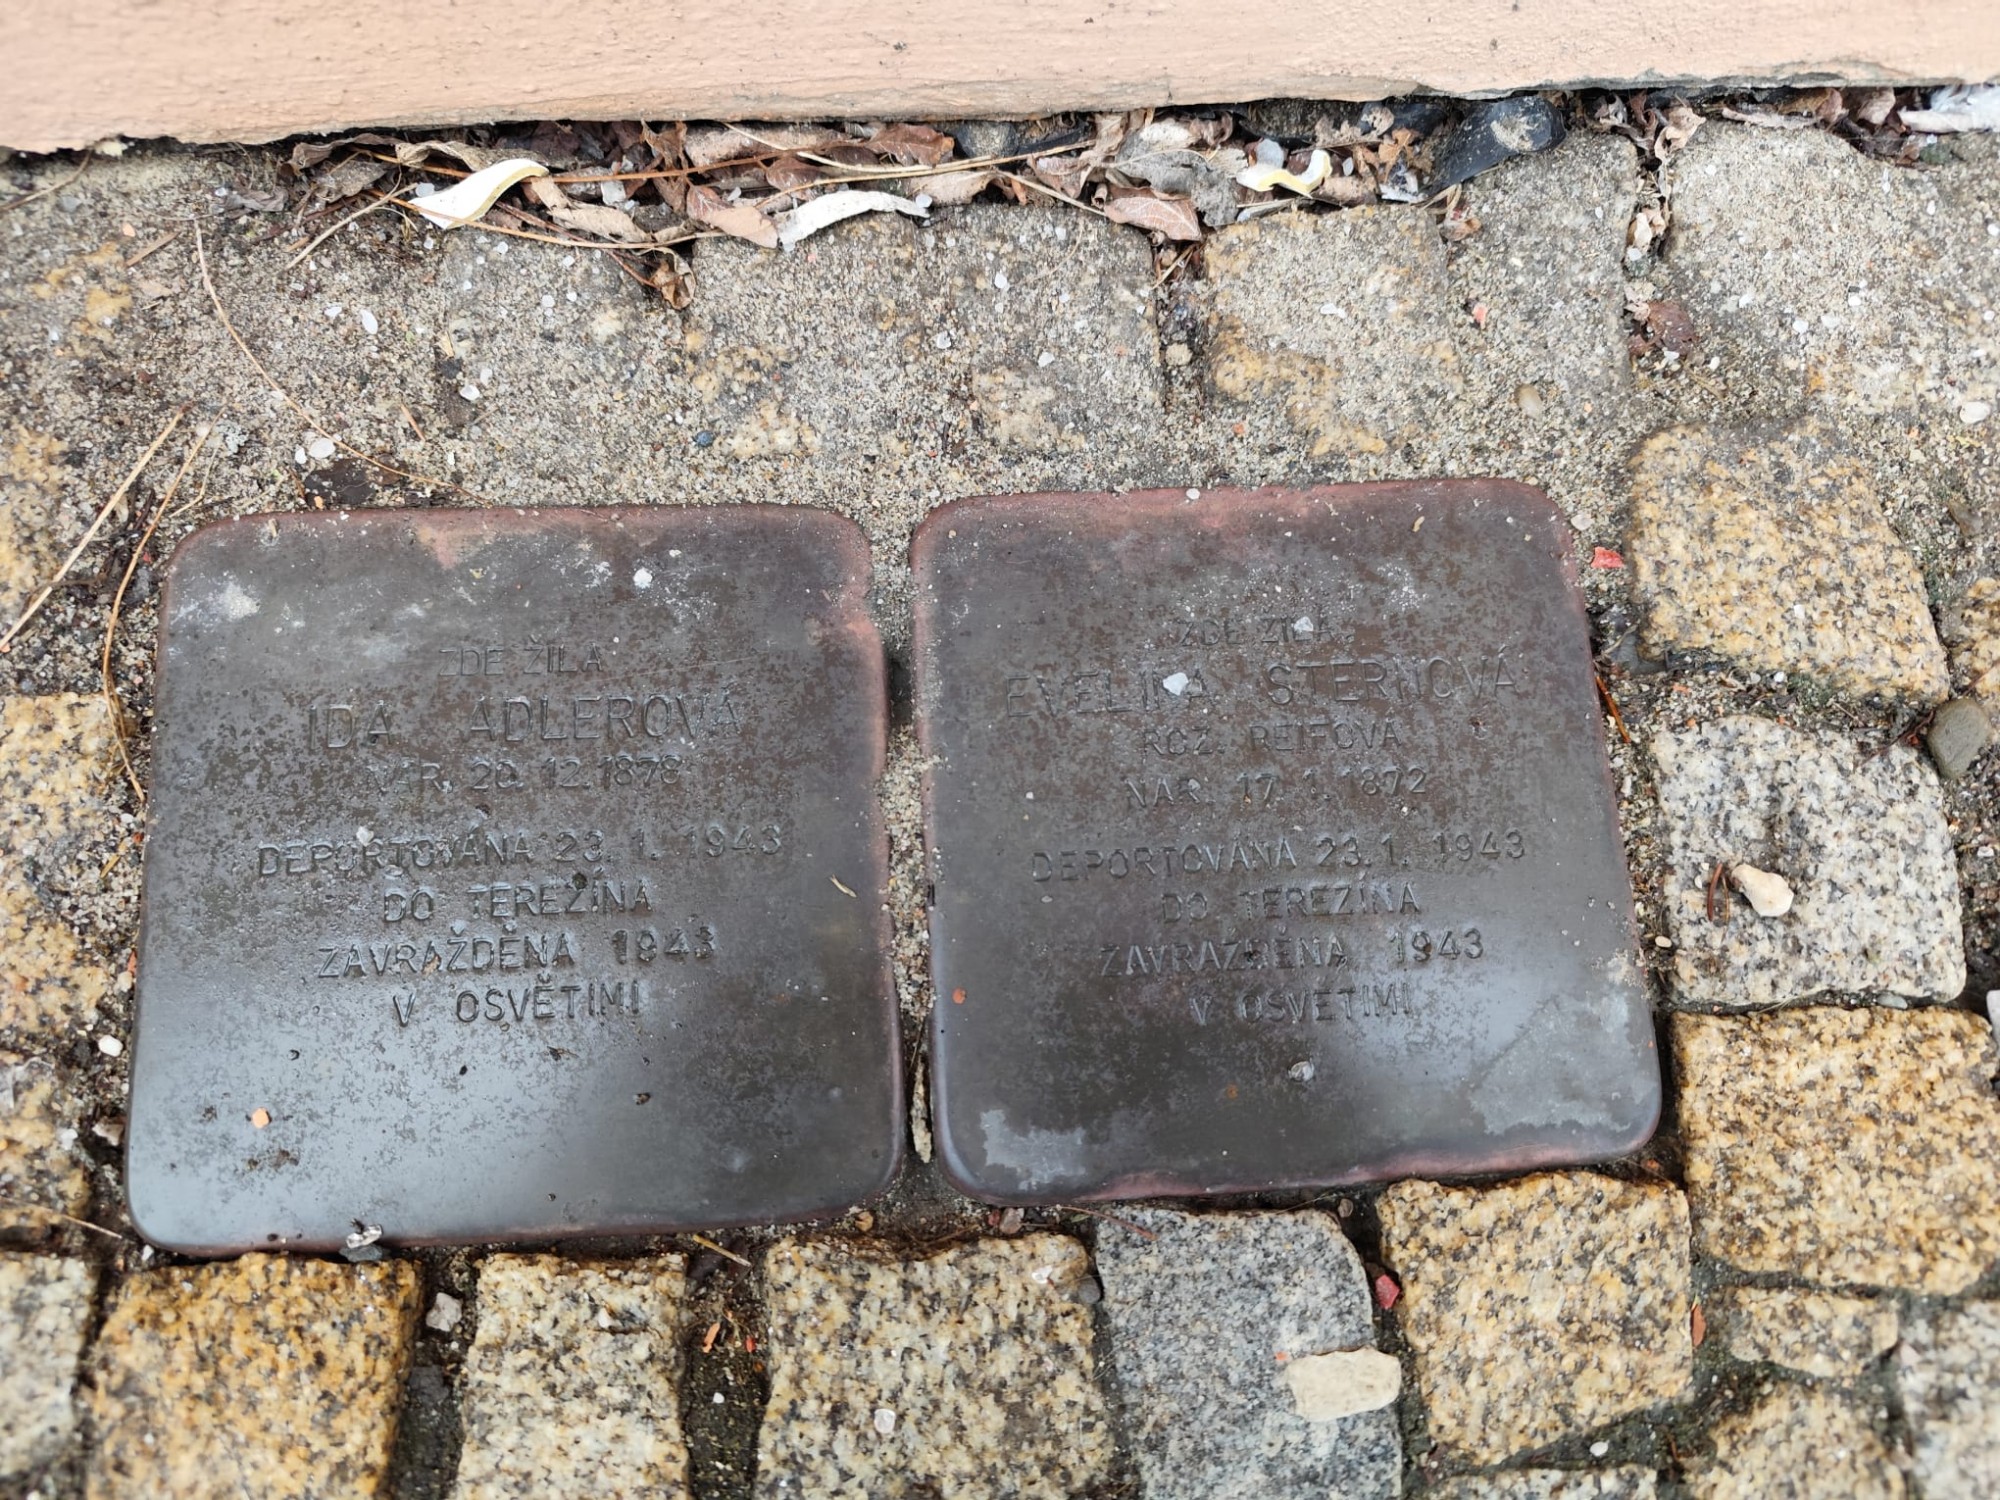 ZDE ŽILA
IDA ADLEROVÁ
NAR. 20. 12. 1878
DEPORTOVÁNA 23. 1. 1943
DO TEREZÍNA
ZAVRAŽDĚNA 1943
V OSVĚTIMI
ZDE ŽILA
EVELINA STERNOVÁ
ROZ. REIFOVÁ
NAR. 17. 1. 1872
DEPORTOVÁNA 23. 1. 1943
DO TEREZÍNA
ZAVRAŽDĚNA 1943
V OSVĚTIMI